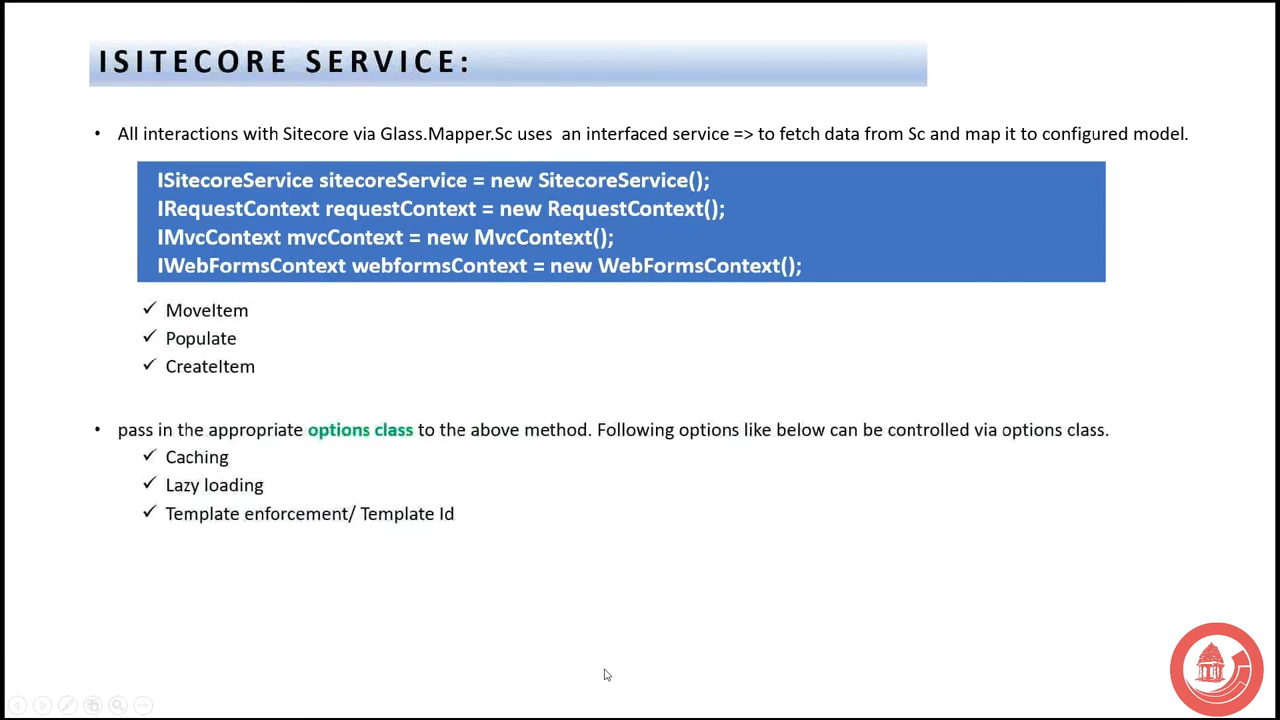 ISITECORE SERVICE:
• All interactions with Sitecore via Glass.Mapper.Sc uses an interfaced service => to fetch data from Sc and map it to configured model.
ISitecoreService sitecoreService = new SitecoreService();
IRequestContext requestContext = new RequestContext();
IMvcContext mvcContext = new MvcContext();
IWebFormsContext webformsContext = new WebFormsContext();
✓ MoveItem
✓ Populate
✓ CreateItem
• pass in the appropriate options class to the above method. Following options like below can be controlled via options class.
✓ Caching
✓ Lazy loading
✓ Template enforcement/ Template Id